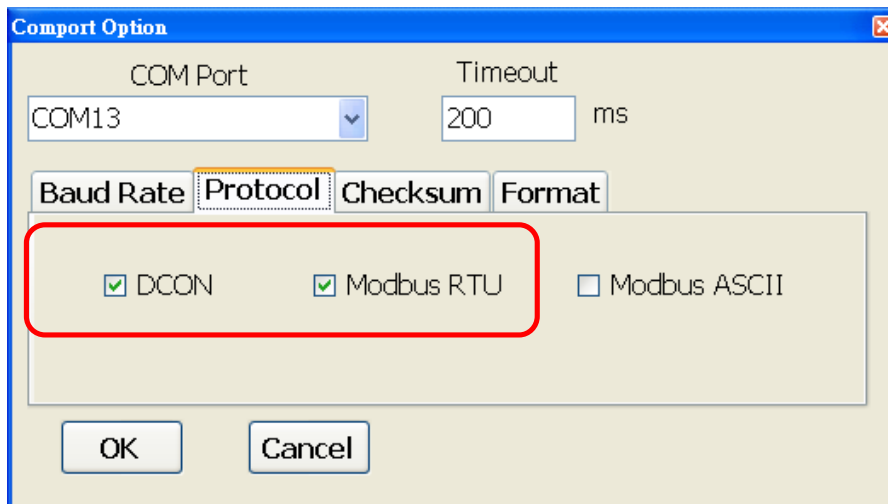 Comport Option
COM Port Timeout
COM13 200 ms
Baud Rate Protocol Checksum Format
DCON Modbus RTU Modbus ASCII
OK Cancel